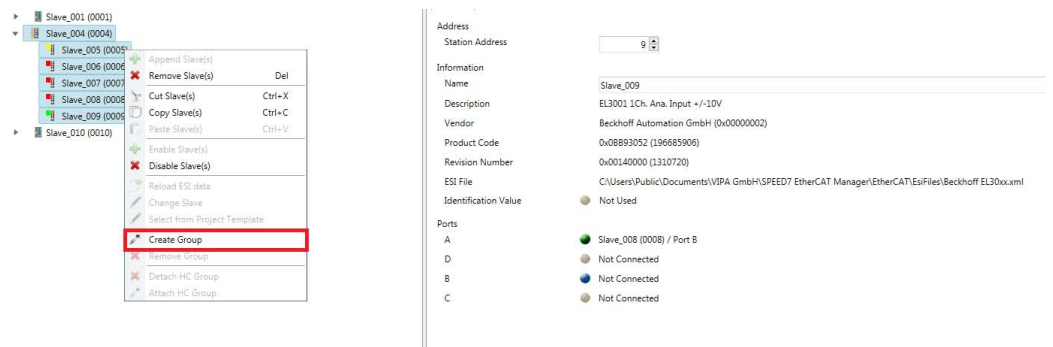 Slave_001 (0001)
Slave_004 (0004)
Slave_005 (0005)
Slave_006 (0006
Slave_007 (0007
Slave_008 (0008
Slave_009 (0009
Slave_010 (0010)
Append Slave(s)
Remove Slave(s) Del
Cut Slave(s) Ctrl+X
Copy Slave(s) Ctrl+C
Paste Slave(s) Ctrl+V
Enable Slave(s)
Disable Slave(s)
Reload ESI data
Change Slave
Select from Project Template
Create Group
Remove Group
Detach HC Group
Attach HC Group
Address
Station Address 9
Information
Name Slave_009
Description EL3001 1Ch. Ana. Input +/-10V
Vendor Beckhoff Automation GmbH (0x00000002)
Product Code 0x0BB93052 (196685906)
Revision Number 0x00140000 (1310720)
ESI File C:\Users\Public\Documents\VIPA GmbH\SPEED7 EtherCAT Manager\EtherCAT\EsiFiles\Beckhoff EL30xx.xml
Identification Value Not Used
Ports
A Slave_008 (0008) / Port B
D Not Connected
B Not Connected
C Not Connected